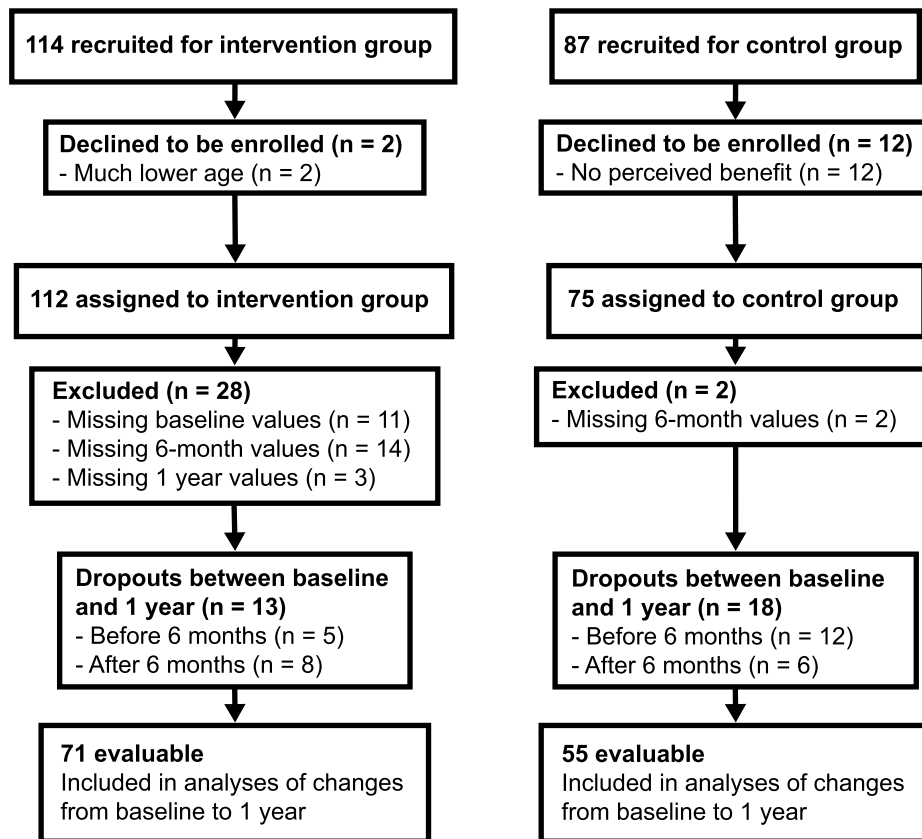 114 recruited for intervention group
Declined to be enrolled (n = 2)
- Much lower age (n = 2)
112 assigned to intervention group
Excluded (n = 28)
- Missing baseline values (n = 11)
- Missing 6-month values (n = 14)
- Missing 1 year values (n = 3)
Dropouts between baseline
and 1 year (n = 13)
- Before 6 months (n = 5)
- After 6 months (n = 8)
71 evaluable
Included in analyses of changes
from baseline to 1 year
87 recruited for control group
Declined to be enrolled (n = 12)
- No perceived benefit (n = 12)
75 assigned to control group
Excluded (n = 2)
- Missing 6-month values (n = 2)
Dropouts between baseline
and 1 year (n = 18)
- Before 6 months (n = 12)
- After 6 months (n = 6)
55 evaluable
Included in analyses of changes
from baseline to 1 year